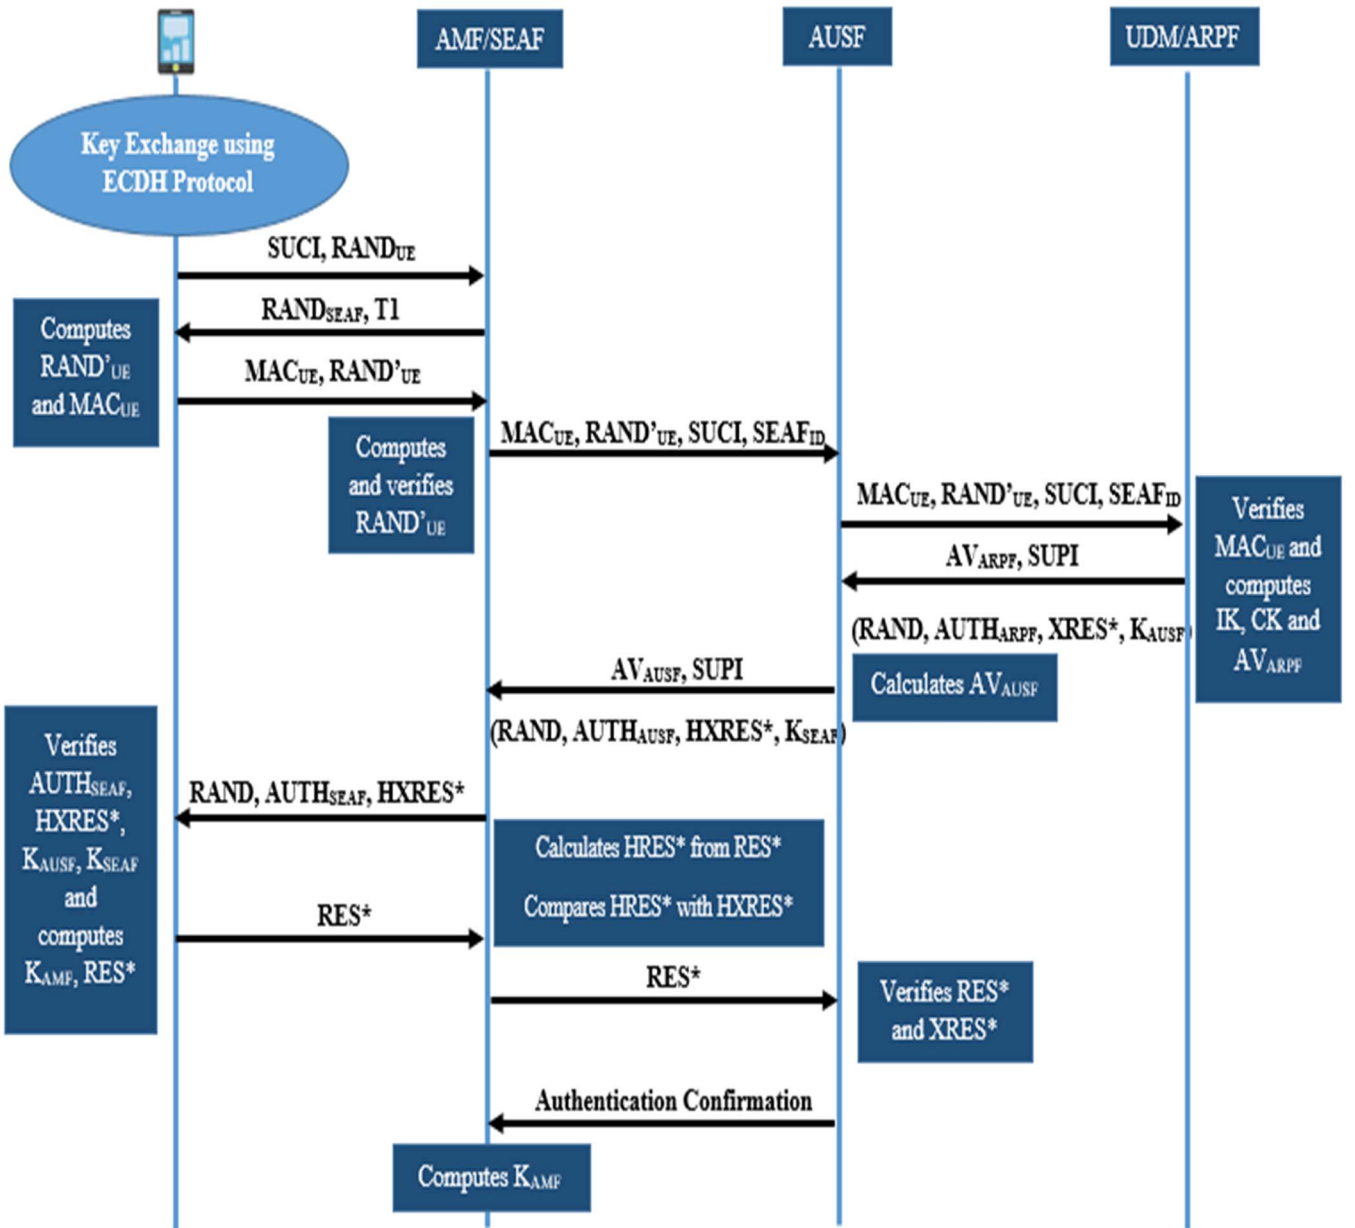 AMF/SEAF
AUSF
UDM/ARPF
Key Exchange using
ECDH Protocol
SUCI, RANDUE
RANDSEAF, T1
Computes
RAND’UE
and MACUE
MACUE, RAND’UE
Computes
and verifies
RAND’UE
MACUE, RAND’UE, SUCI, SEAFID
MACUE, RAND’UE, SUCI, SEAFID
Verifies
MACUE and
computes
IK, CK and
AVARPF
AVARPF, SUPI
(RAND, AUTHARPF, XRES*, KAUSF)
Calculates AVAUSF
AVAUSF, SUPI
(RAND, AUTHAUSF, HXRES*, KSEAF)
Verifies
AUTHSEAF,
HXRES*,
KAUSF, KSEAF
and
computes
KAMF, RES*
RAND, AUTHSEAF, HXRES*
Calculates HRES* from RES*
Compares HRES* with HXRES*
RES*
RES*
Verifies RES*
and XRES*
Authentication Confirmation
Computes KAMF